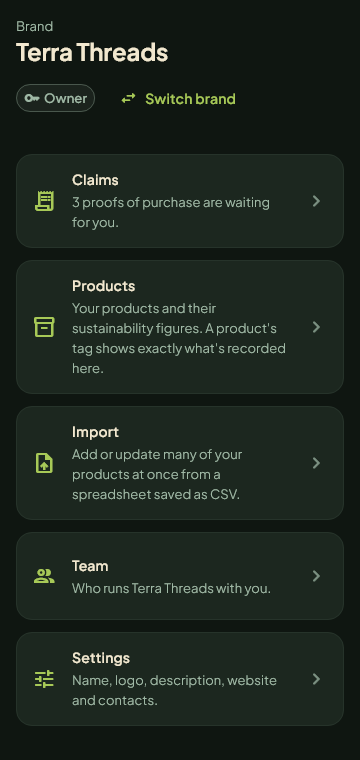 Brand
Terra Threads
Owner
Switch brand
Claims
3 proofs of purchase are waiting
for you.
Products
Your products and their
sustainability figures. A product's
tag shows exactly what's recorded
here.
Import
Add or update many of your
products at once from a
spreadsheet saved as CSV.
Team
Who runs Terra Threads with you.
Settings
Name, logo, description, website
and contacts.